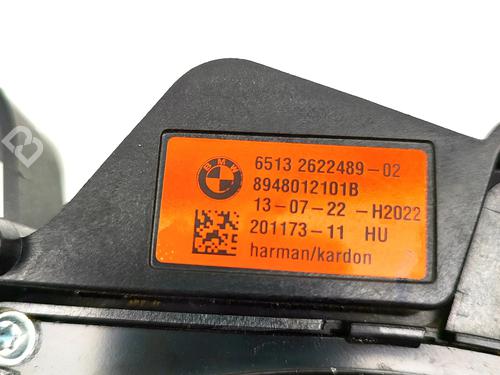 BMW
6513 2622489-02
8948012101B
13-07-22 -H2022
201173-11 HU
harman/kardon